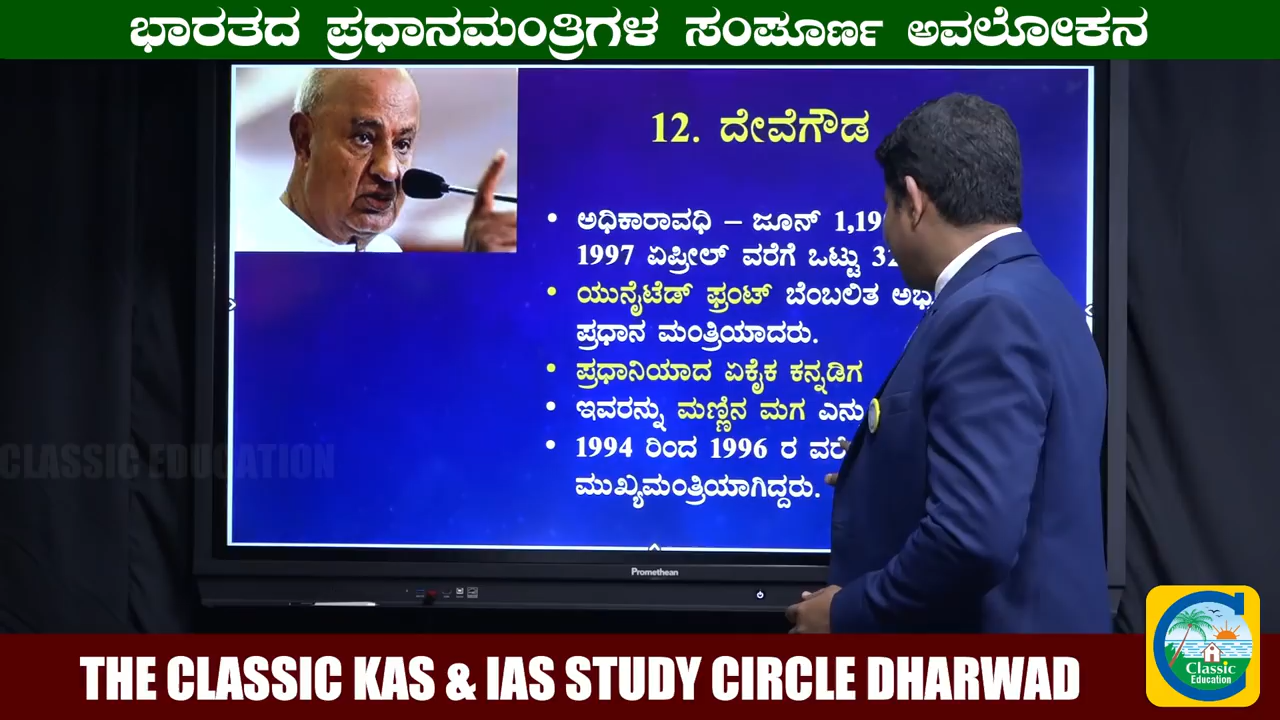 ಭಾರತದ ಪ್ರಧಾನಮಂತ್ರಿಗಳ ಸಂಪೂರ್ಣ ಅವಲೋಕನ
12. ದೇವೆಗೌಡ
• ಅಧಿಕಾರಾವಧಿ – ಜೂನ್ 1,19
1997 ಏಪ್ರೀಲ್ ವರೆಗೆ ಒಟ್ಟು 32
• ಯುನೈಟೆಡ್ ಫ್ರಂಟ್ ಬೆಂಬಲಿತ
ಪ್ರಧಾನ ಮಂತ್ರಿಯಾದರು.
• ಪ್ರಧಾನಿಯಾದ ಏಕೈಕ ಕನ್ನಡಿಗ
• ಇವರನ್ನು ಮಣ್ಣಿನ ಮಗ ಎನು
• 1994 ರಿಂದ 1996 ರ ವರೆ
ಮುಖ್ಯಮಂತ್ರಿಯಾಗಿದ್ದರು.
CLASSIC EDUCATION
Promethean
THE CLASSIC KAS & IAS STUDY CIRCLE DHARWAD
Classic
Education